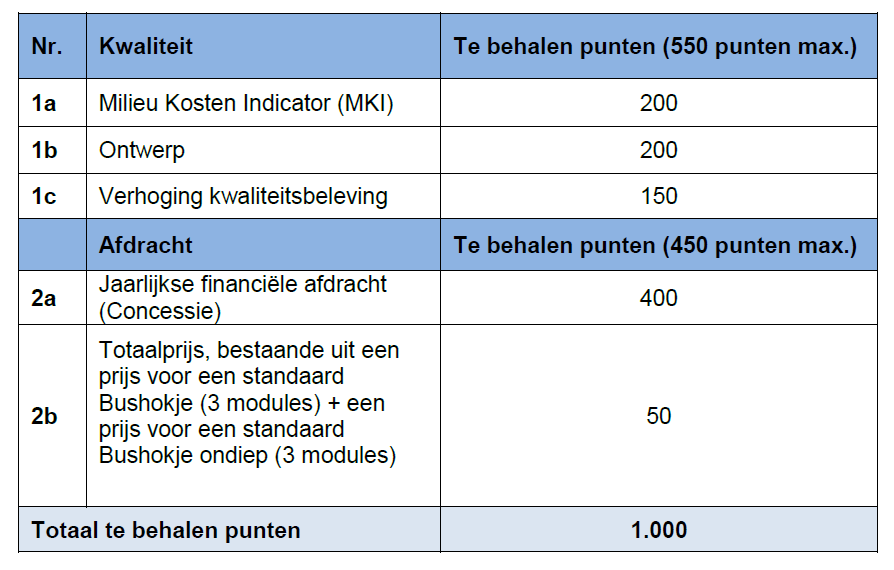 Nr. Kwaliteit Te behalen punten (550 punten max.)
1a Milieu Kosten Indicator (MKI) 200
1b Ontwerp 200
1c Verhoging kwaliteitsbeleving 150
Afdracht Te behalen punten (450 punten max.)
2a Jaarlijkse financiële afdracht
(Concessie) 400
2b Totaalprijs, bestaande uit een
prijs voor een standaard
Bushokje (3 modules) + een
prijs voor een standaard
Bushokje ondiep (3 modules) 50
Totaal te behalen punten 1.000